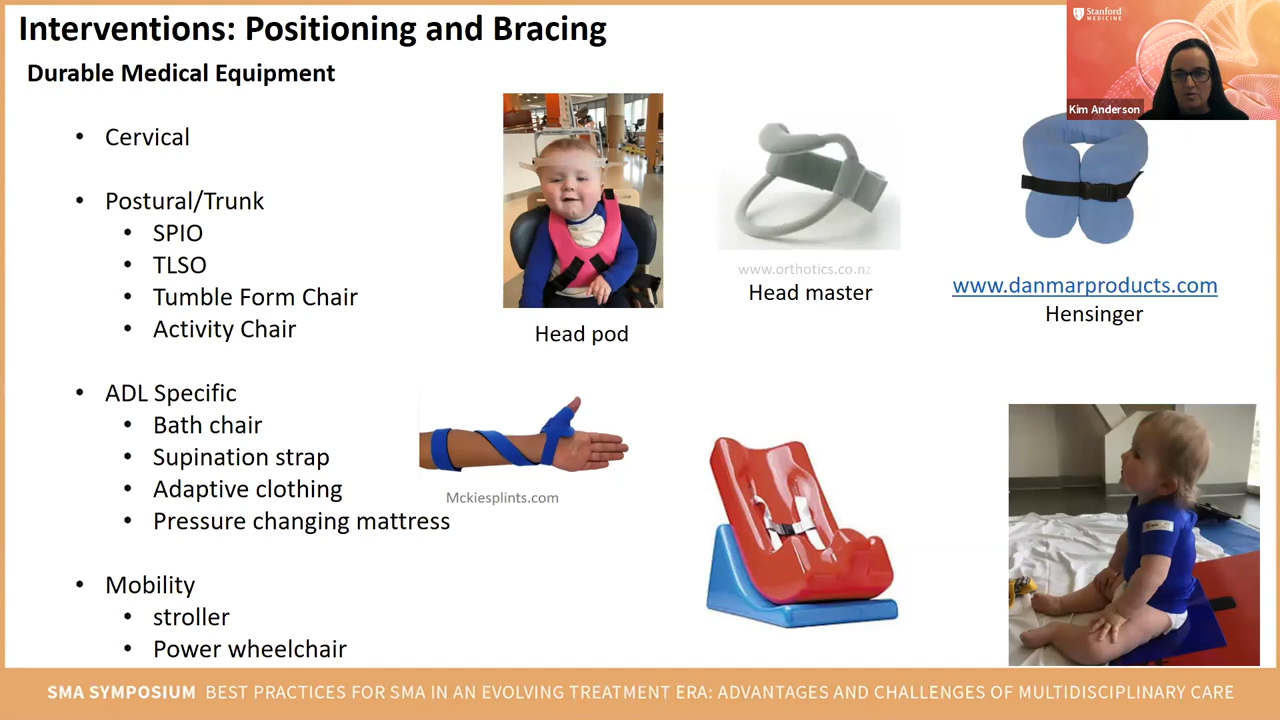 Interventions: Positioning and Bracing
Stanford
MEDICINE
Kim Anderson
Durable Medical Equipment
• Cervical
• Postural/Trunk
• SPIO
• TLSO
• Tumble Form Chair
• Activity Chair
• ADL Specific
• Bath chair
• Supination strap
• Adaptive clothing
• Pressure changing mattress
• Mobility
• stroller
• Power wheelchair
Head pod
www.orthotics.co.nz
Head master
www.danmarproducts.com
Hensinger
Mckiesplints.com
SMA SYMPOSIUM BEST PRACTICES FOR SMA IN AN EVOLVING TREATMENT ERA: ADVANTAGES AND CHALLENGES OF MULTIDISCIPLINARY CARE